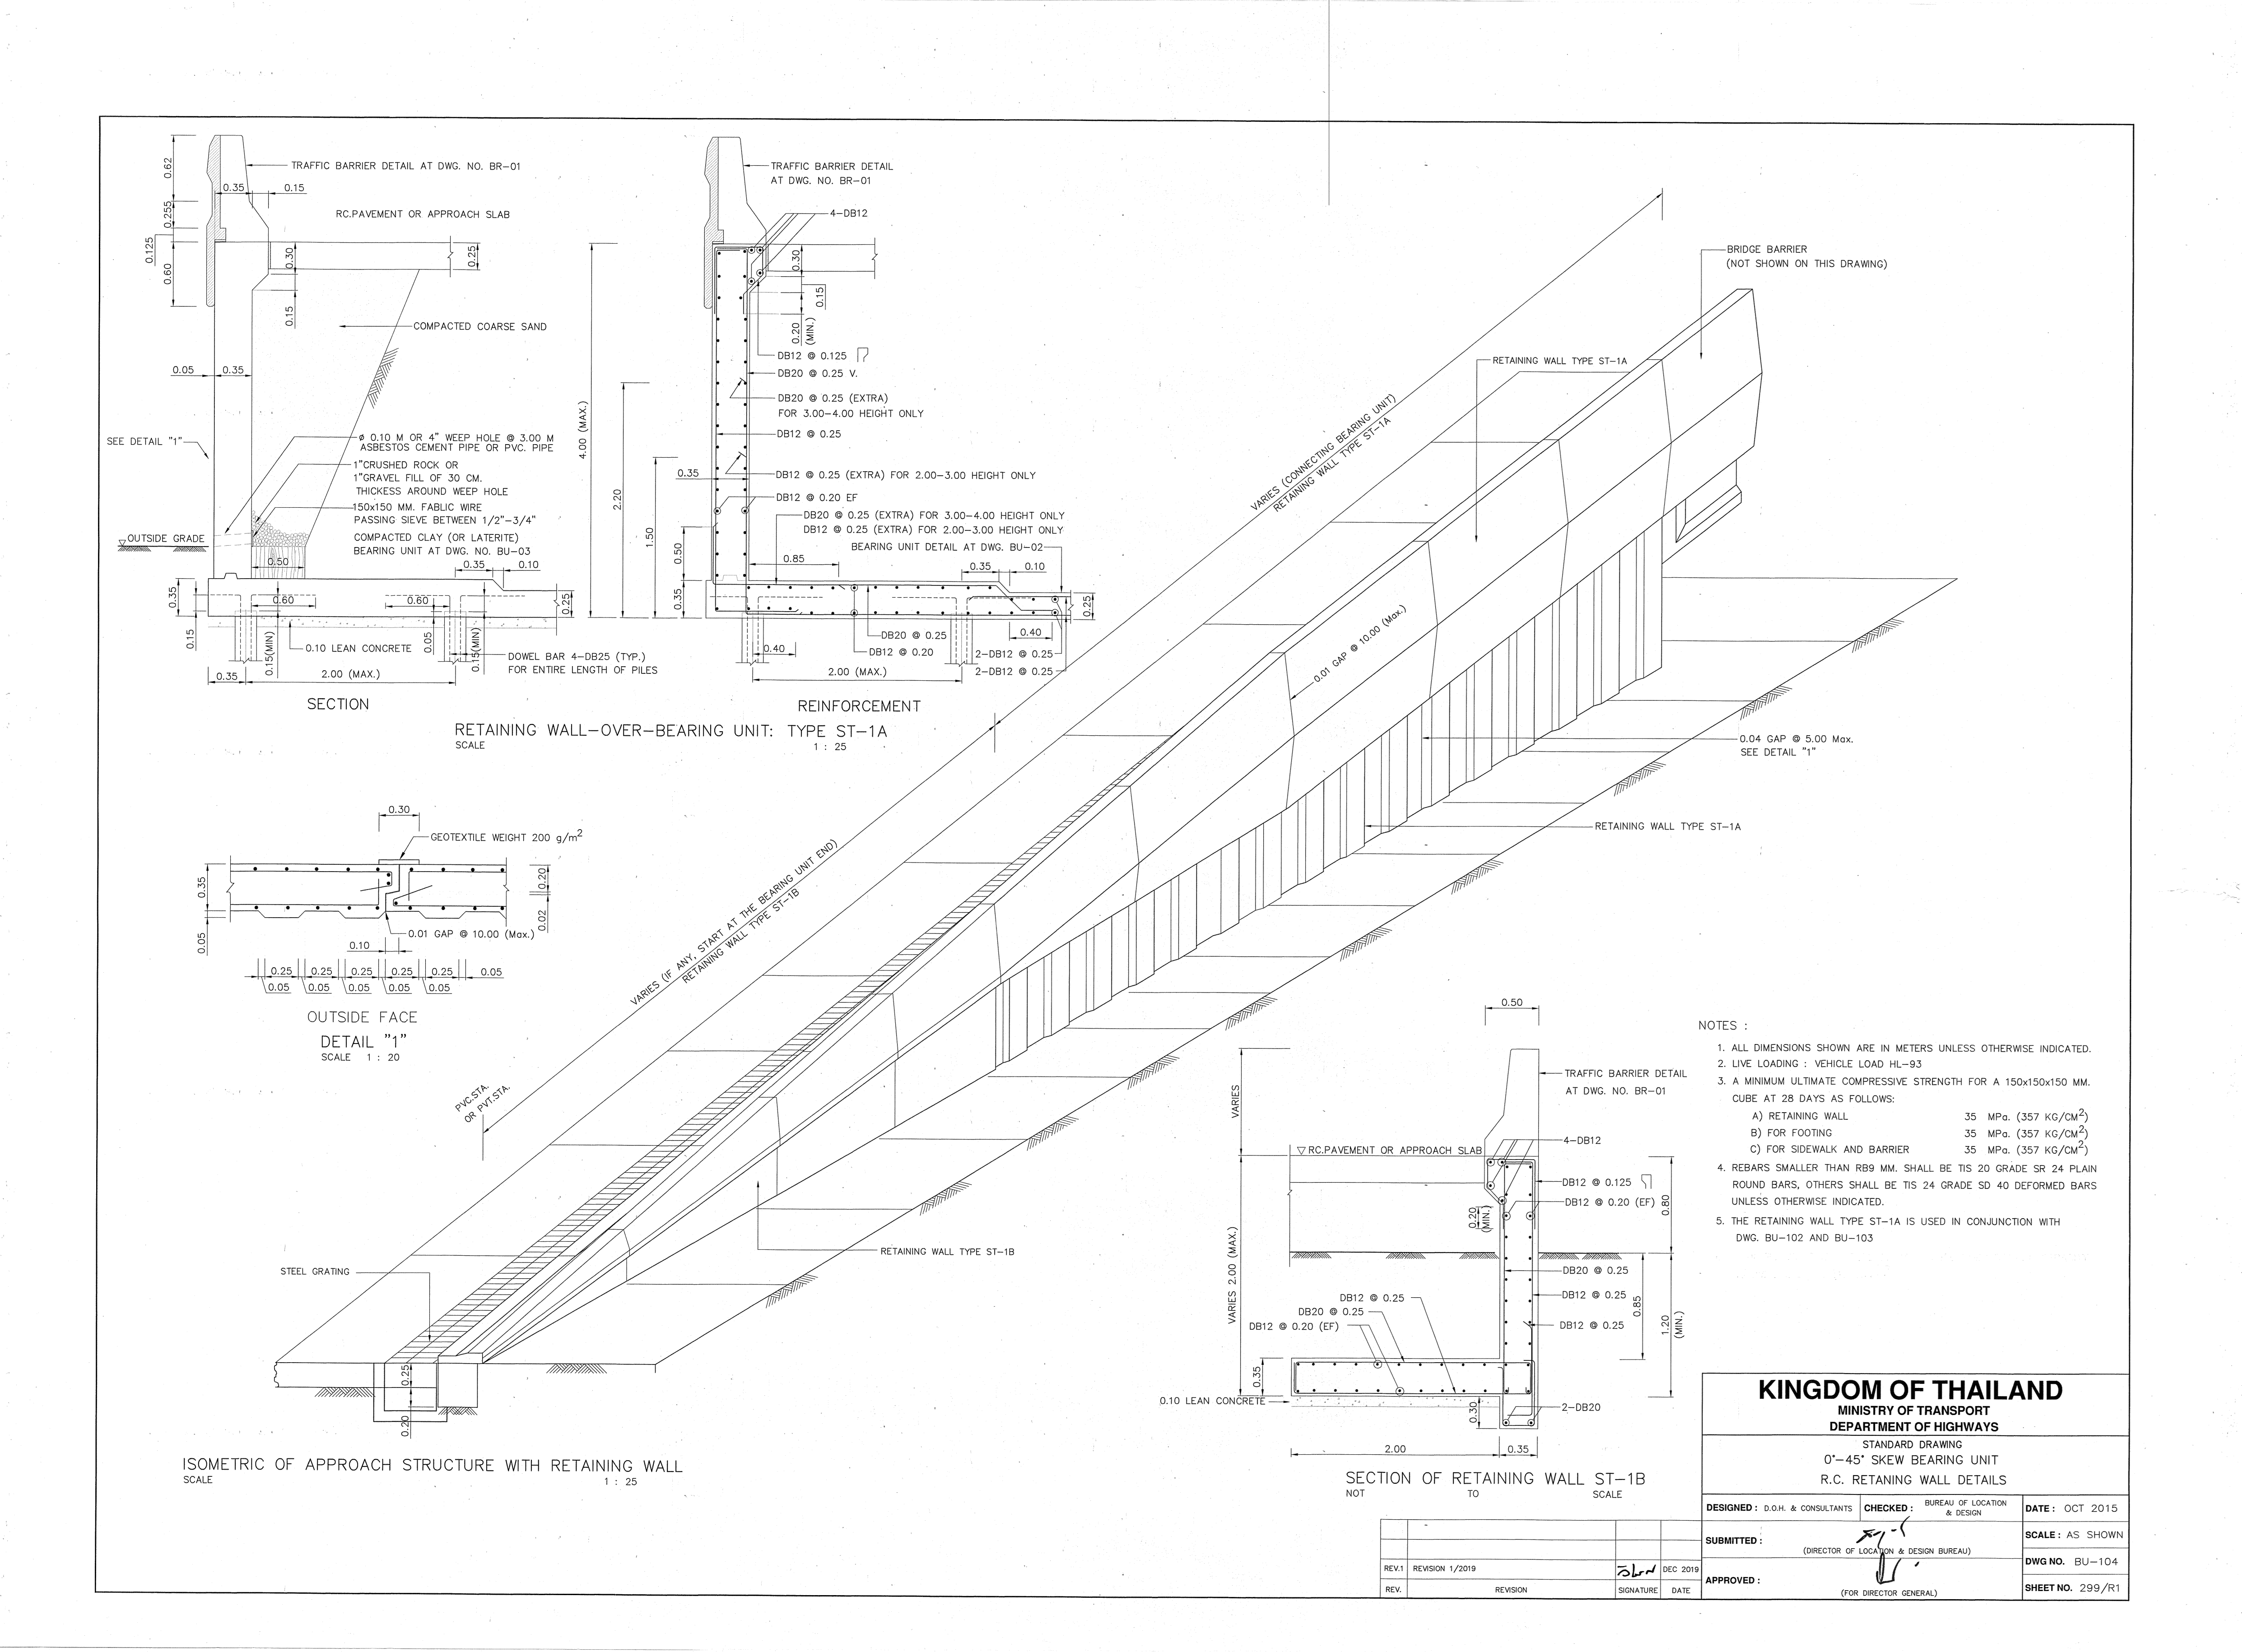 0.62
0.255
0.125
0.60
0.35
0.15
TRAFFIC BARRIER DETAIL AT DWG. NO. BR-01
RC.PAVEMENT OR APPROACH SLAB
0.30
0.15
0.25
COMPACTED COARSE SAND
0.05
0.35
SEE DETAIL "1"
ø 0.10 M OR 4" WEEP HOLE @ 3.00 M
ASBESTOS CEMENT PIPE OR PVC. PIPE
1"CRUSHED ROCK OR
1"GRAVEL FILL OF 30 CM.
THICKESS AROUND WEEP HOLE
150x150 MM. FABLIC WIRE
PASSING SIEVE BETWEEN 1/2"-3/4"
COMPACTED CLAY (OR LATERITE)
BEARING UNIT AT DWG. NO. BU-03
OUTSIDE GRADE
0.50
0.35
0.10
0.35
0.15
0.60
0.60
0.25
0.15(MIN)
0.05
0.15(MIN)
0.10 LEAN CONCRETE
DOWEL BAR 4-DB25 (TYP.)
FOR ENTIRE LENGTH OF PILES
0.35
2.00 (MAX.)
SECTION
TRAFFIC BARRIER DETAIL
AT DWG. NO. BR-01
4-DB12
0.30
0.15
0.20
(MIN.)
4.00 (MAX.)
2.20
1.50
DB12 @ 0.125
DB20 @ 0.25 V.
DB20 @ 0.25 (EXTRA)
FOR 3.00-4.00 HEIGHT ONLY
DB12 @ 0.25
0.35
DB12 @ 0.25 (EXTRA) FOR 2.00-3.00 HEIGHT ONLY
DB12 @ 0.20 EF
DB20 @ 0.25 (EXTRA) FOR 3.00-4.00 HEIGHT ONLY
DB12 @ 0.25 (EXTRA) FOR 2.00-3.00 HEIGHT ONLY
BEARING UNIT DETAIL AT DWG. BU-02
0.50
0.85
0.35
0.10
0.35
0.25
DB20 @ 0.25
DB12 @ 0.20
0.40
0.40
2-DB12 @ 0.25
2-DB12 @ 0.25
2.00 (MAX.)
REINFORCEMENT
RETAINING WALL-OVER-BEARING UNIT: TYPE ST-1A
SCALE 1 : 25
0.30
GEOTEXTILE WEIGHT 200 g/m2
0.35
0.05
0.20
0.02
0.01 GAP @ 10.00 (Max.)
0.10
0.25 0.25 0.25 0.25 0.25 0.05
0.05 0.05 0.05 0.05 0.05
OUTSIDE FACE
DETAIL "1"
SCALE 1 : 20
BRIDGE BARRIER
(NOT SHOWN ON THIS DRAWING)
RETAINING WALL TYPE ST-1A
VARIES (CONNECTING BEARING UNIT)
RETAINING WALL TYPE ST-1A
0.01 GAP @ 10.00 (Max.)
0.04 GAP @ 5.00 Max.
SEE DETAIL "1"
RETAINING WALL TYPE ST-1A
VARIES (IF ANY, START AT THE BEARING UNIT END)
RETAINING WALL TYPE ST-1B
PVC.STA.
OR PVT.STA.
RETAINING WALL TYPE ST-1B
STEEL GRATING
0.25
0.20
ISOMETRIC OF APPROACH STRUCTURE WITH RETAINING WALL
SCALE 1 : 25
0.50
VARIES
TRAFFIC BARRIER DETAIL
AT DWG. NO. BR-01
RC.PAVEMENT OR APPROACH SLAB
4-DB12
DB12 @ 0.125
DB12 @ 0.20 (EF)
0.20
(MIN.)
0.80
VARIES 2.00 (MAX.)
DB20 @ 0.25
DB12 @ 0.25
DB12 @ 0.25
0.85
1.20
(MIN.)
DB12 @ 0.25
DB20 @ 0.25
DB12 @ 0.20 (EF)
0.35
0.10 LEAN CONCRETE
0.30
2-DB20
2.00
0.35
SECTION OF RETAINING WALL ST-1B
NOT TO SCALE
NOTES :
1. ALL DIMENSIONS SHOWN ARE IN METERS UNLESS OTHERWISE INDICATED.
2. LIVE LOADING : VEHICLE LOAD HL-93
3. A MINIMUM ULTIMATE COMPRESSIVE STRENGTH FOR A 150x150x150 MM.
CUBE AT 28 DAYS AS FOLLOWS:
A) RETAINING WALL 35 MPa. (357 KG/CM2)
B) FOR FOOTING 35 MPa. (357 KG/CM2)
C) FOR SIDEWALK AND BARRIER 35 MPa. (357 KG/CM2)
4. REBARS SMALLER THAN RB9 MM. SHALL BE TIS 20 GRADE SR 24 PLAIN
ROUND BARS, OTHERS SHALL BE TIS 24 GRADE SD 40 DEFORMED BARS
UNLESS OTHERWISE INDICATED.
5. THE RETAINING WALL TYPE ST-1A IS USED IN CONJUNCTION WITH
DWG. BU-102 AND BU-103
KINGDOM OF THAILAND
MINISTRY OF TRANSPORT
DEPARTMENT OF HIGHWAYS
STANDARD DRAWING
0°-45° SKEW BEARING UNIT
R.C. RETANING WALL DETAILS
DESIGNED : D.O.H. & CONSULTANTS
CHECKED : BUREAU OF LOCATION
& DESIGN
DATE : OCT 2015
SUBMITTED :
(DIRECTOR OF LOCATION & DESIGN BUREAU)
SCALE : AS SHOWN
DWG NO. BU-104
APPROVED :
(FOR DIRECTOR GENERAL)
SHEET NO. 299/R1
REV.1 REVISION 1/2019 DEC 2019
REV. REVISION SIGNATURE DATE